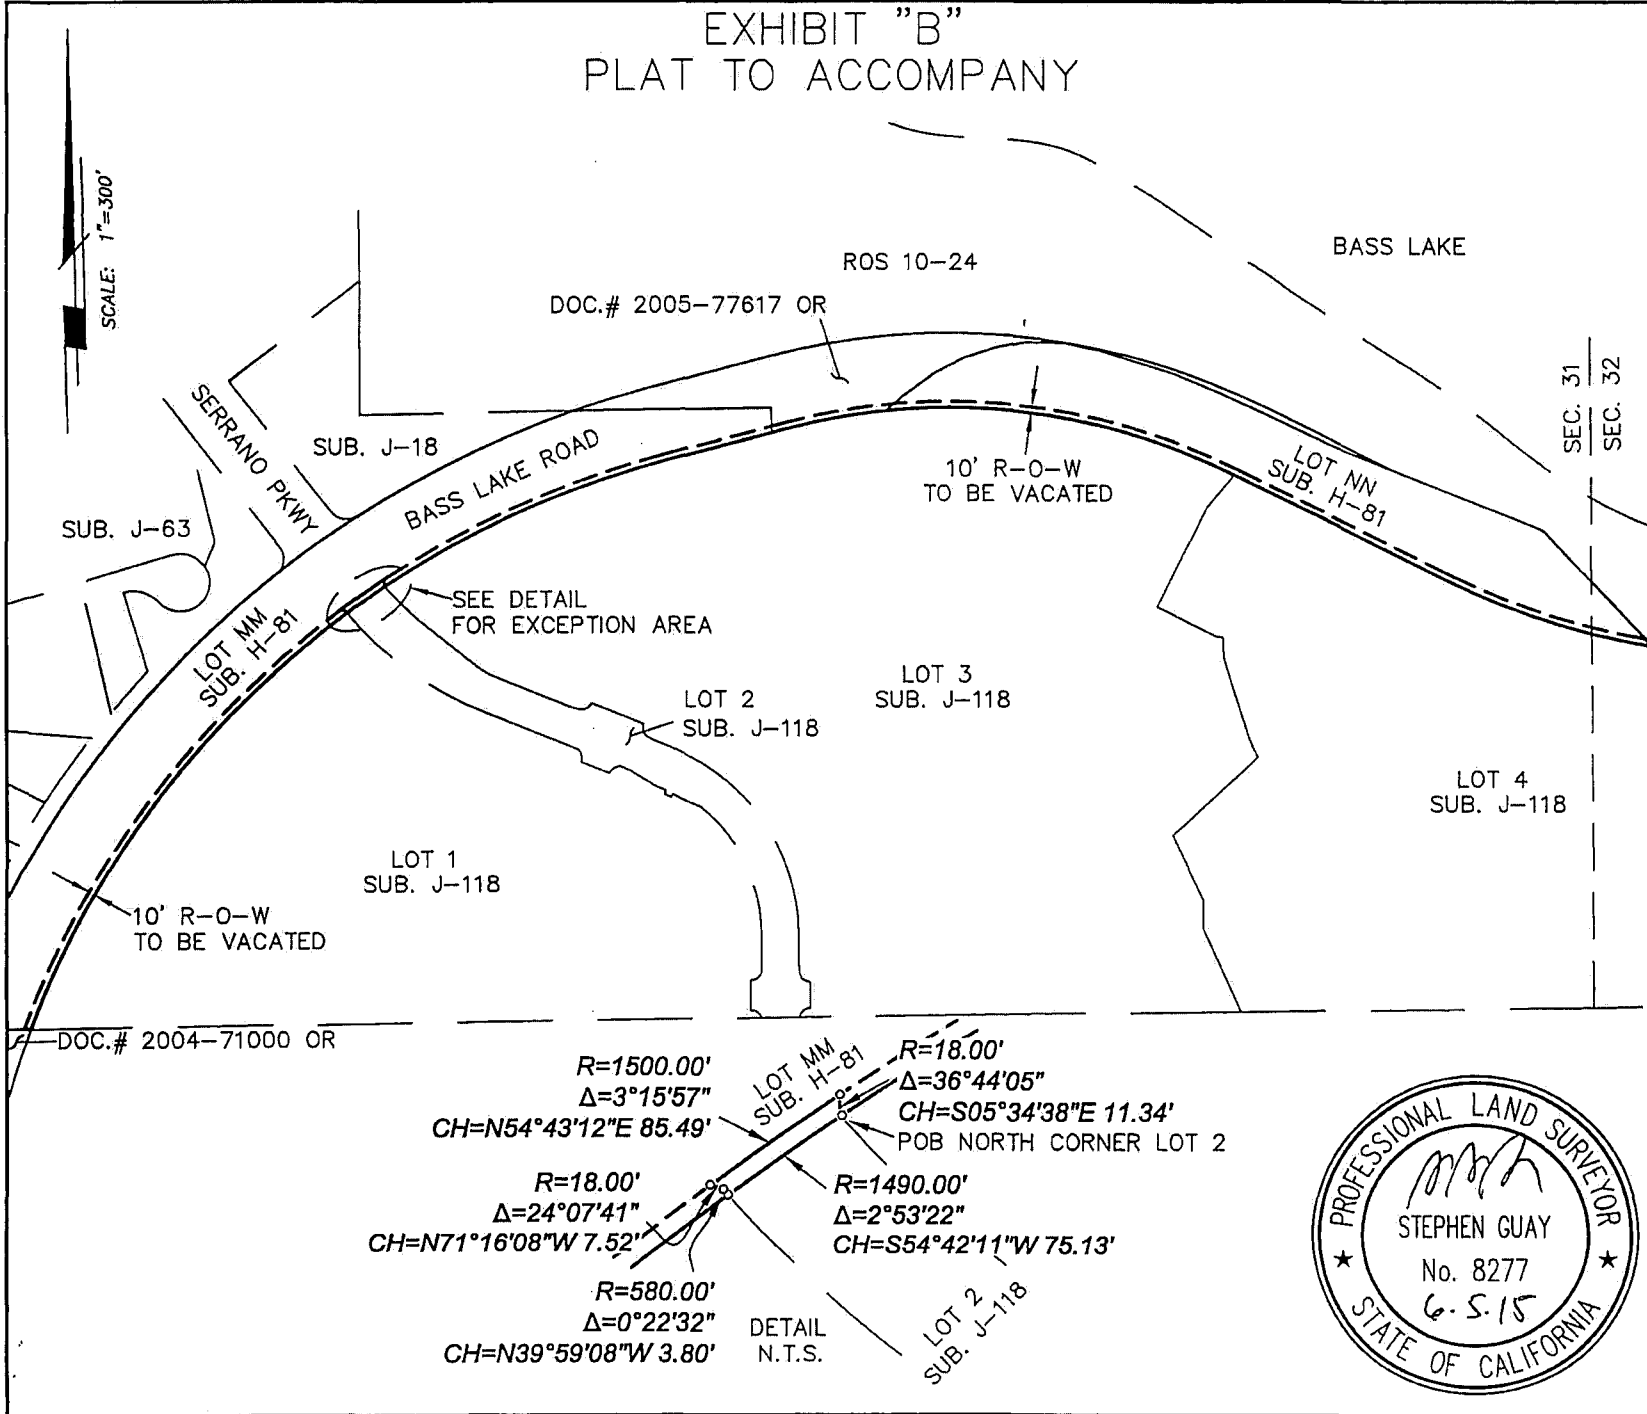 EXHIBIT "B"
PLAT TO ACCOMPANY
SCALE: 1"=300'
BASS LAKE
ROS 10-24
DOC.# 2005-77617 OR
SEC. 31
SEC. 32
SERRANO PKWY
SUB. J-18
BASS LAKE ROAD
10' R-O-W
TO BE VACATED
LOT NN
SUB. H-81
SUB. J-63
SEE DETAIL
FOR EXCEPTION AREA
LOT MM
SUB. H-81
LOT 3
SUB. J-118
LOT 2
SUB. J-118
LOT 4
SUB. J-118
LOT 1
SUB. J-118
10' R-O-W
TO BE VACATED
DOC.# 2004-71000 OR
R=1500.00'
Δ=3°15'57"
CH=N54°43'12"E 85.49'
LOT MM
SUB. H-81
R=18.00'
Δ=36°44'05"
CH=S05°34'38"E 11.34'
POB NORTH CORNER LOT 2
R=18.00'
Δ=24°07'41"
CH=N71°16'08"W 7.52'
R=1490.00'
Δ=2°53'22"
CH=S54°42'11"W 75.13'
R=580.00'
Δ=0°22'32"
CH=N39°59'08"W 3.80'
DETAIL
N.T.S.
LOT 2
SUB. J-118
PROFESSIONAL LAND SURVEYOR
STEPHEN GUAY
No. 8277
6.5.15
STATE OF CALIFORNIA